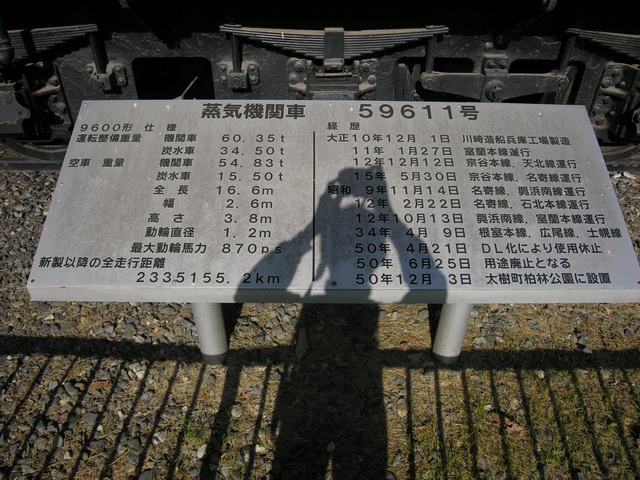 蒸気機関車　59611号
9600形 仕様
運転整備重量 機関車 60.35t
炭水車 34.50t
空車 重量 機関車 54.83t
炭水車 15.50t
全長 16.6m
幅 2.6m
高さ 3.8m
動輪直径 1.2m
最大動輪馬力 870ps
新製以降の全走行距離
2335155.2km
経歴
大正10年12月 1日 川崎造船兵庫工場製造
11年 1月27日 室蘭本線運行
12年12月12日 宗谷本線、天北線運行
15年 5月30日 宗谷本線、名寄線運行
昭和 9年11月14日 名寄線、興浜南線運行
12年 2月22日 名寄線、石北本線運行
12年10月13日 興浜南線、室蘭本線運行
34年 4月 9日 根室本線、広尾線、士幌線
50年 4月21日 DL化により使用休止
50年 6月25日 用途廃止となる
50年12月 3日 大樹町柏林公園に設置